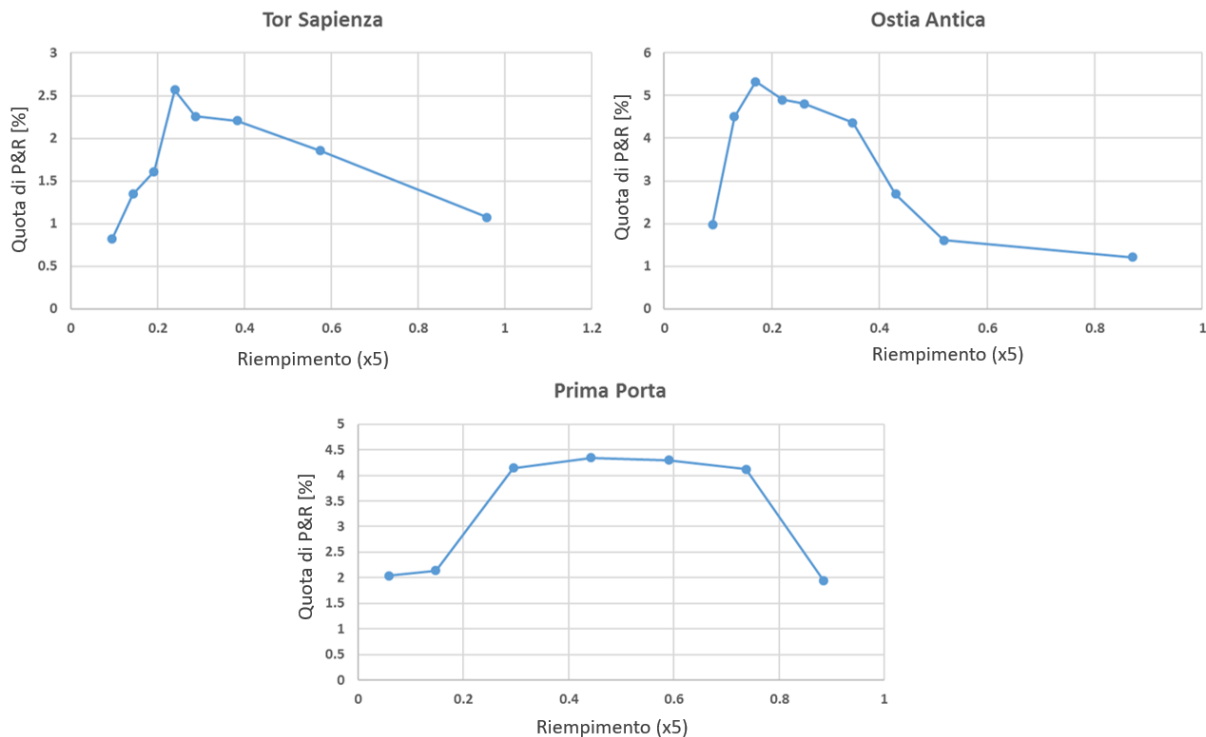 Tor Sapienza
Quota di P&R [%]
3
2.5
2
1.5
1
0.5
0
0 0.2 0.4 0.6 0.8 1 1.2
Riempimento (x5)
Ostia Antica
Quota di P&R [%]
6
5
4
3
2
1
0
0 0.2 0.4 0.6 0.8 1
Riempimento (x5)
Prima Porta
Quota di P&R [%]
5
4.5
4
3.5
3
2.5
2
1.5
1
0.5
0
0 0.2 0.4 0.6 0.8 1
Riempimento (x5)